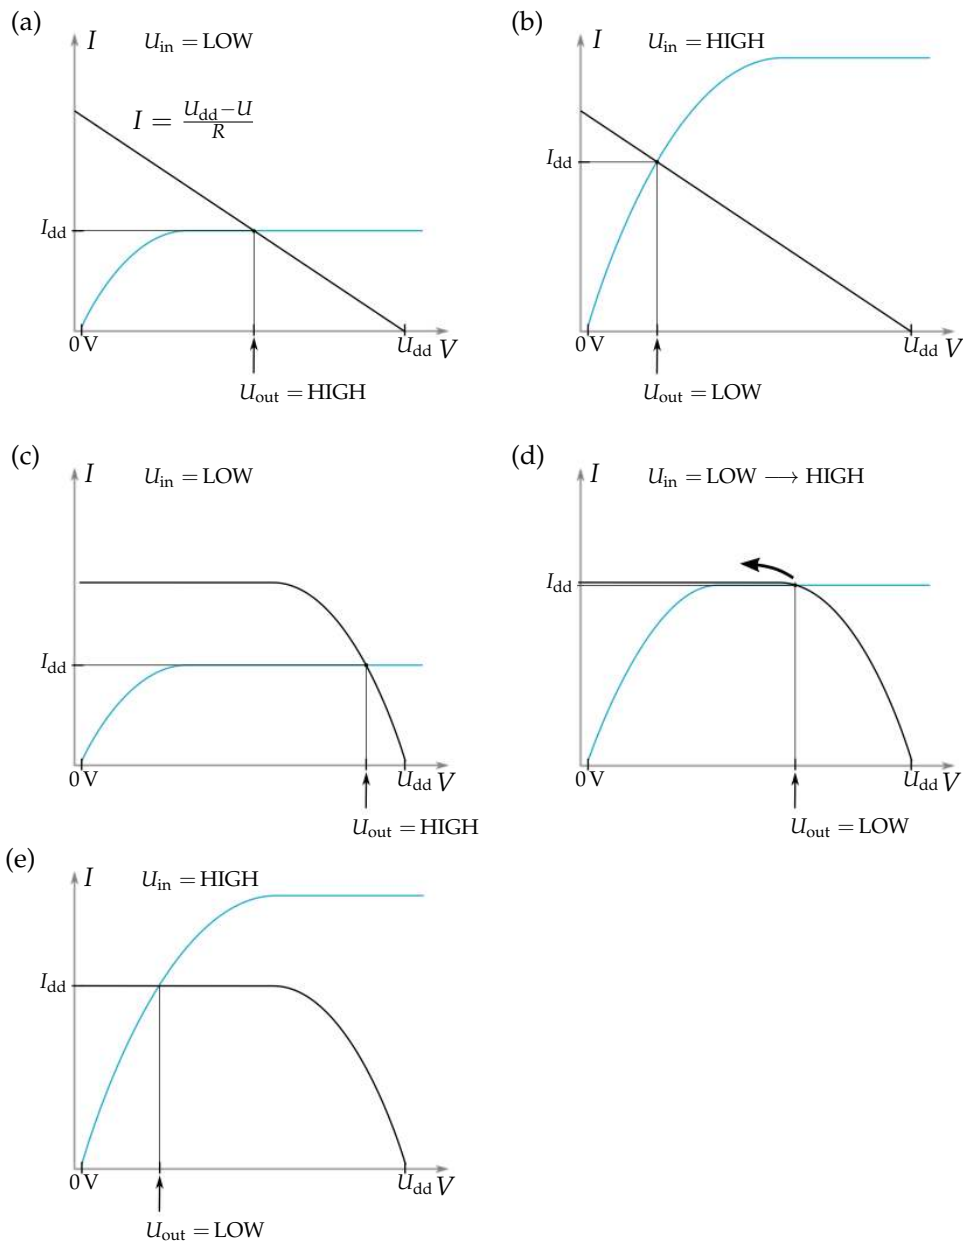 (a)
I U_in = LOW
I = U_dd − U / R
I_dd
0 V U_dd V
U_out = HIGH
(b)
I U_in = HIGH
I_dd
0 V U_dd V
U_out = LOW
(c)
I U_in = LOW
I_dd
0 V U_dd V
U_out = HIGH
(d)
I U_in = LOW ⟶ HIGH
I_dd
0 V U_dd V
U_out = LOW
(e)
I U_in = HIGH
I_dd
0 V U_dd V
U_out = LOW